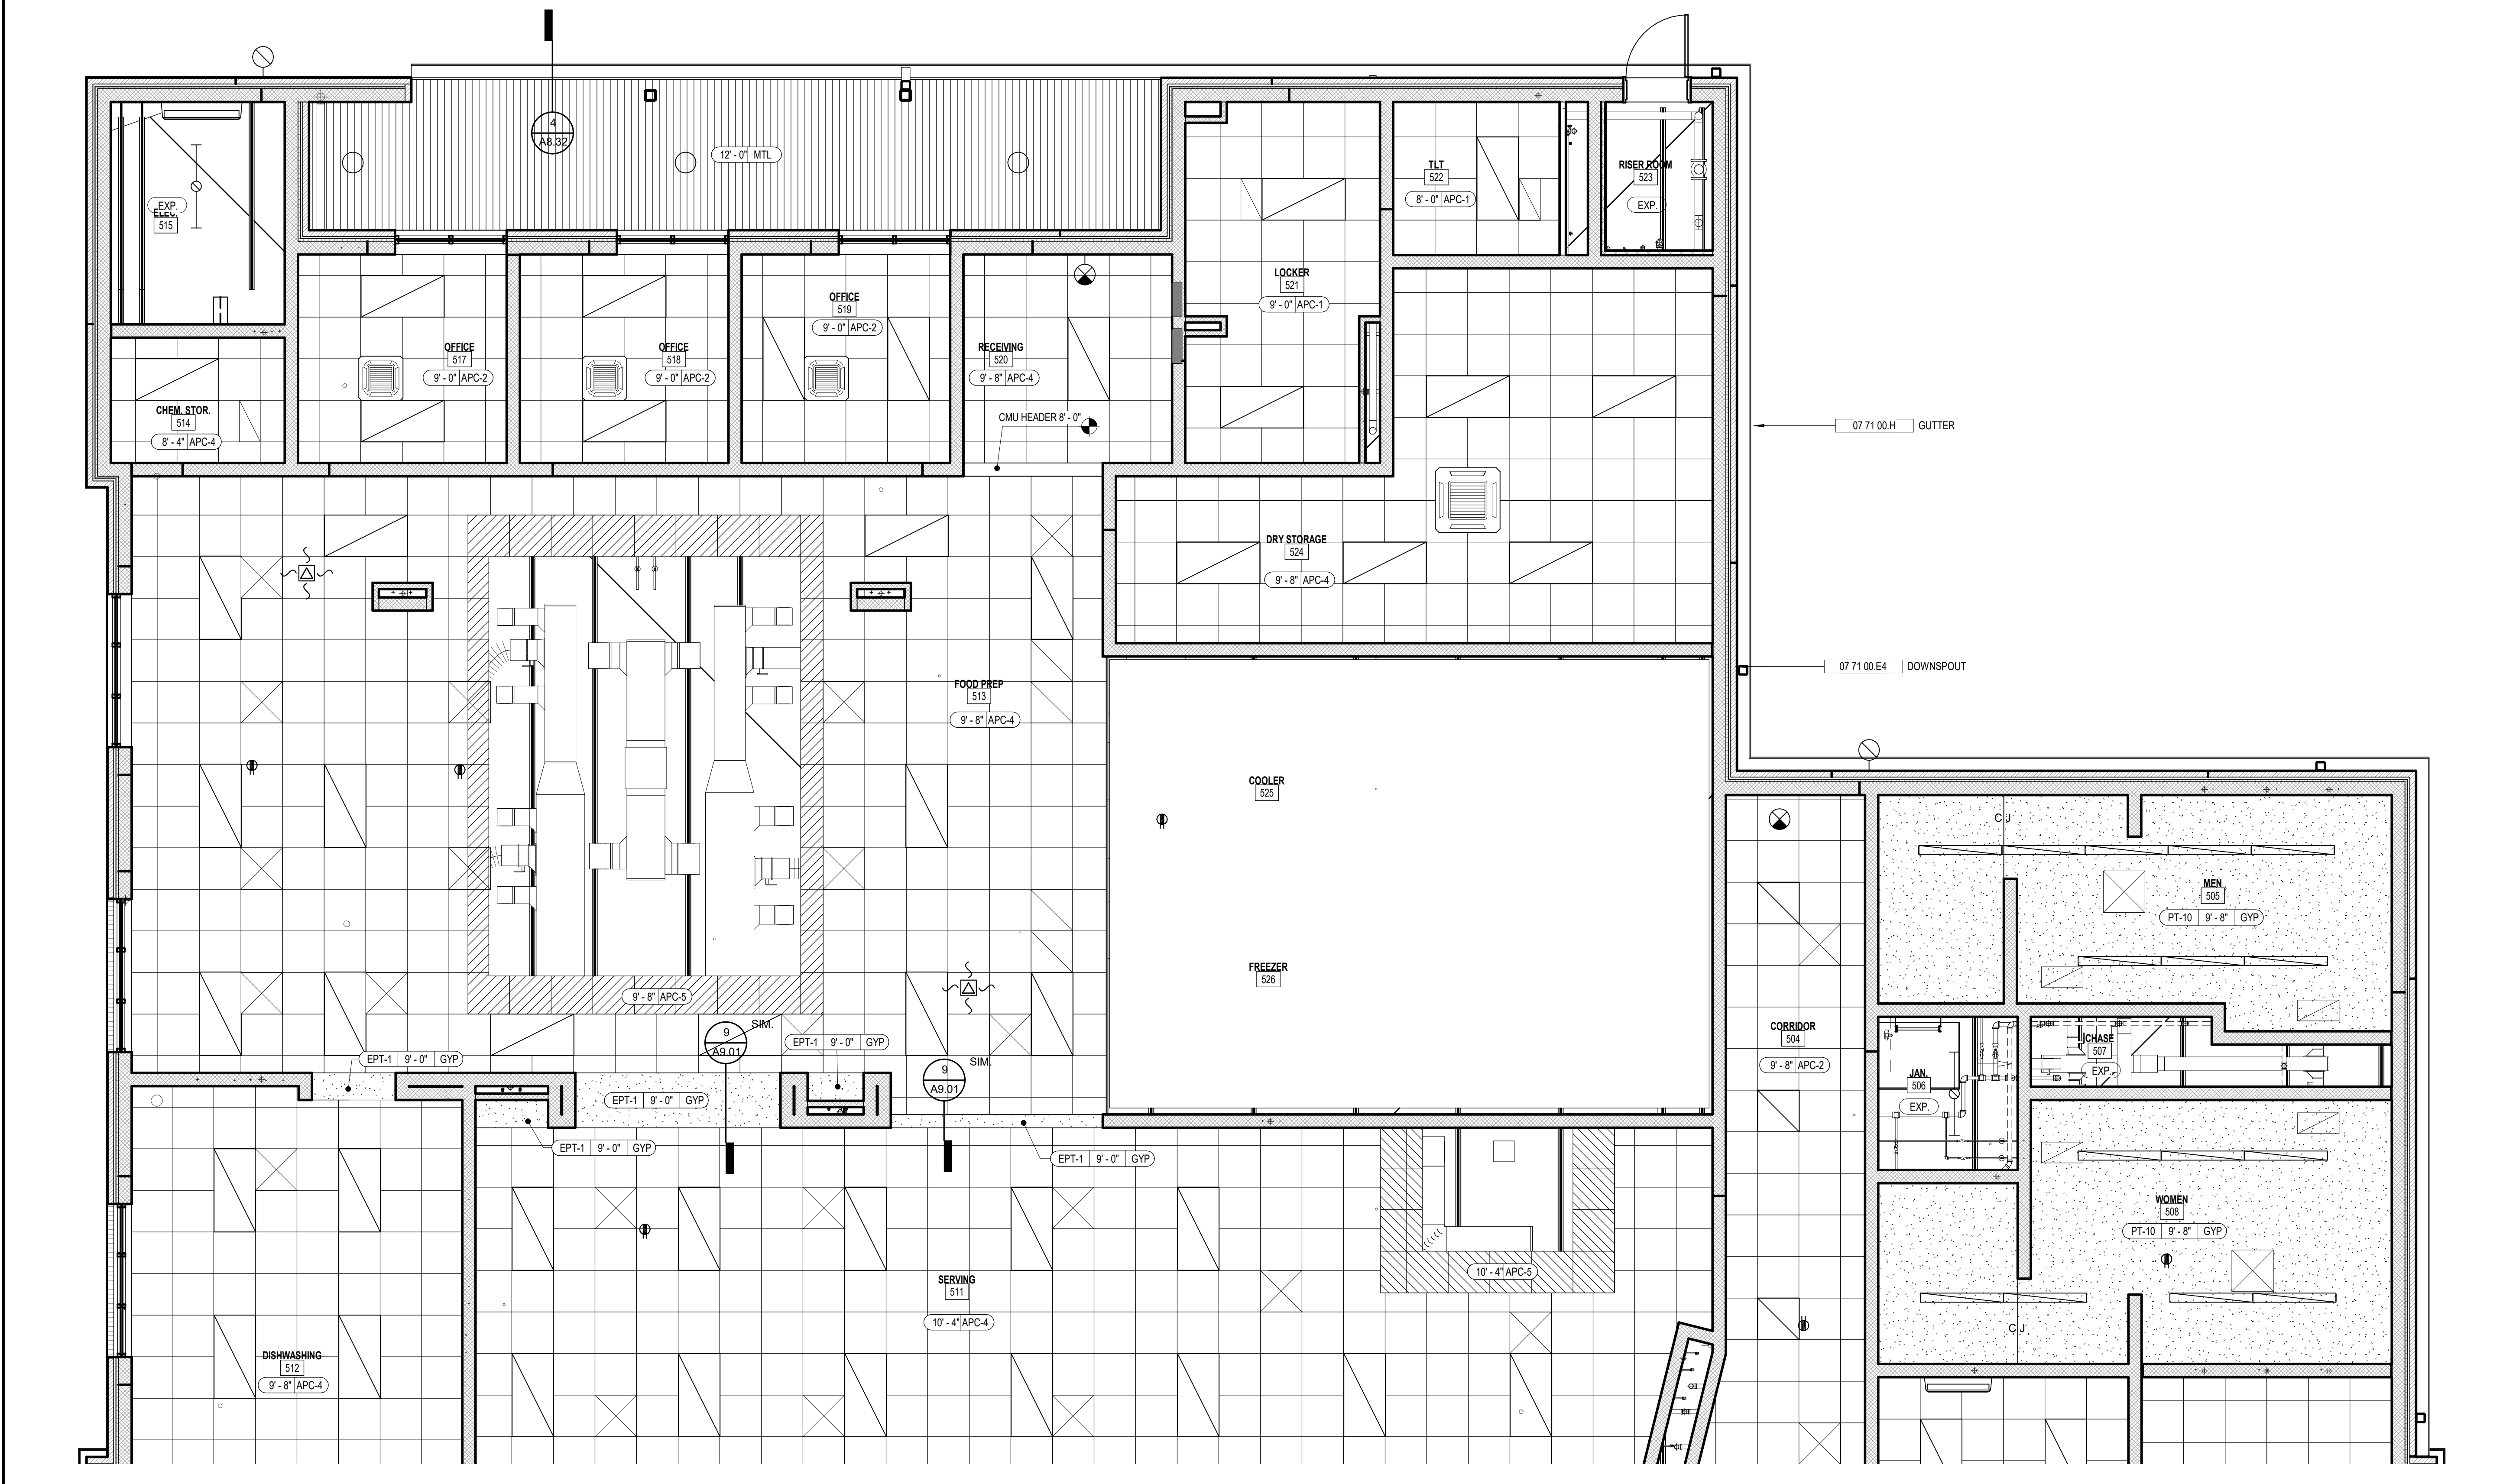 4
A8.32
12' - 0" MTL
EXP.
ELEC.
515
TLT
522
8' - 0" APC-1
RISER ROOM
523
EXP.
LOCKER
521
9' - 0" APC-1
OFFICE
519
9' - 0" APC-2
OFFICE
517
9' - 0" APC-2
OFFICE
518
9' - 0" APC-2
RECEIVING
520
9' - 8" APC-4
CHEM. STOR.
514
8' - 4" APC-4
CMU HEADER 8' - 0"
07 71 00.H GUTTER
DRY STORAGE
524
9' - 8" APC-4
07 71 00.E4 DOWNSPOUT
FOOD PREP
513
9' - 8" APC-4
COOLER
525
C J
MEN
505
PT-10 9' - 8" GYP
FREEZER
526
9' - 8" APC-5
CORRIDOR
504
9' - 8" APC-2
CHASE
507
EXP.
JAN.
506
EXP.
9
A9.01
SIM.
EPT-1 9' - 0" GYP
EPT-1 9' - 0" GYP
9
A9.01
SIM.
EPT-1 9' - 0" GYP
EPT-1 9' - 0" GYP
EPT-1 9' - 0" GYP
WOMEN
508
PT-10 9' - 8" GYP
SERVING
511
10' - 4" APC-4
10' - 4" APC-5
C J
DISHWASHING
512
9' - 8" APC-4